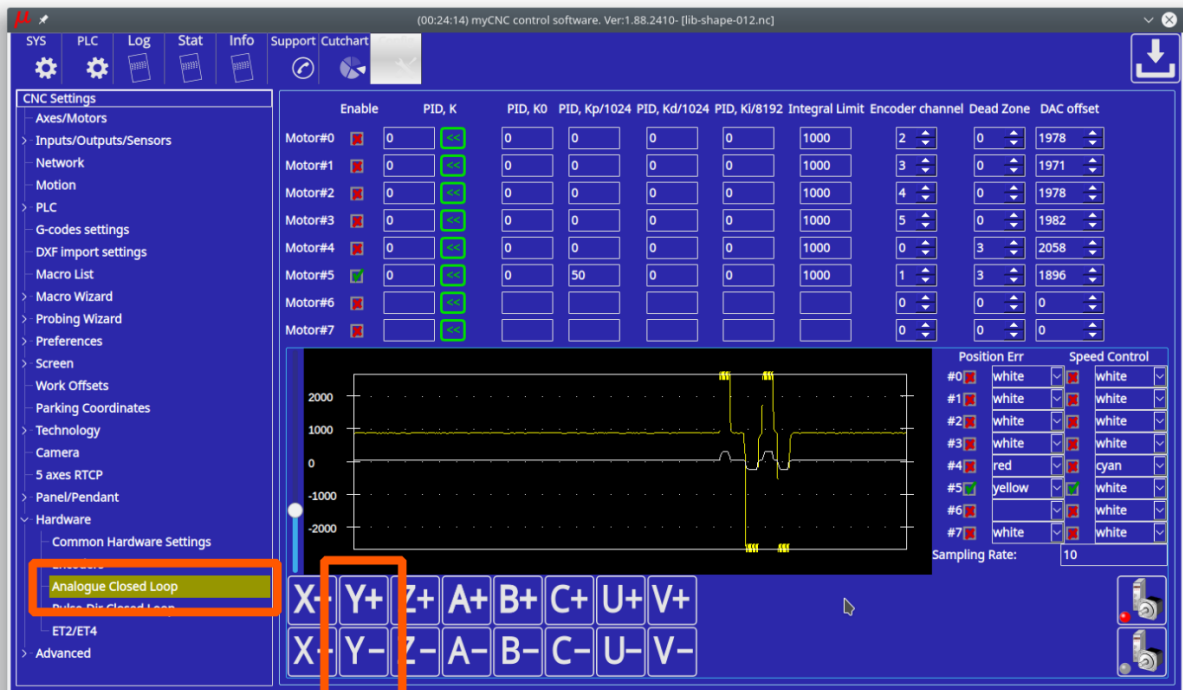 (00:24:14) myCNC control software. Ver:1.88.2410- [lib-shape-012.nc]
SYS PLC Log Stat Info Support Cutchart
CNC Settings
Axes/Motors
Inputs/Outputs/Sensors
Network
Motion
PLC
G-codes settings
DXF import settings
Macro List
Macro Wizard
Probing Wizard
Preferences
Screen
Work Offsets
Parking Coordinates
Technology
Camera
5 axes RTCP
Panel/Pendant
Hardware
Common Hardware Settings
Encoders
Analogue Closed Loop
Pulse-Dir Closed Loop
ET2/ET4
Advanced
Enable PID, K PID, K0 PID, Kp/1024 PID, Kd/1024 PID, Ki/8192 Integral Limit Encoder channel Dead Zone DAC offset
Motor#0 0 << 0 0 0 0 1000 2 0 1978
Motor#1 0 << 0 0 0 0 1000 3 0 1971
Motor#2 0 << 0 0 0 0 1000 4 0 1978
Motor#3 0 << 0 0 0 0 1000 5 0 1982
Motor#4 0 << 0 0 0 0 1000 0 3 2058
Motor#5 0 << 0 50 0 0 1000 1 3 1896
Motor#6 << 0 0 0
Motor#7 << 0 0 0
2000
1000
0
-1000
-2000
Position Err Speed Control
#0 white white
#1 white white
#2 white white
#3 white white
#4 red cyan
#5 yellow white
#6 white
#7 white white
Sampling Rate: 10
X+ Y+ Z+ A+ B+ C+ U+ V+
X− Y− Z− A− B− C− U− V−